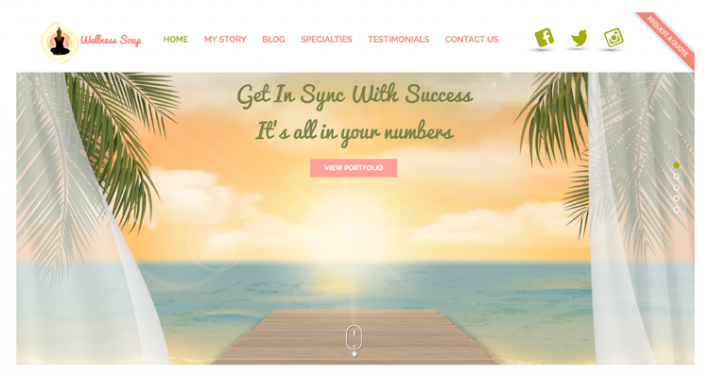 Wellness Soup
HOME MY STORY BLOG SPECIALTIES TESTIMONIALS CONTACT US
REQUEST A QUOTE
Get In Sync With Success
It's all in your numbers
VIEW PORTFOLIO